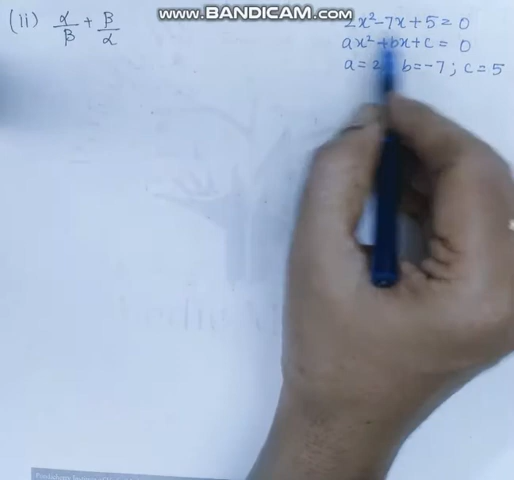 www.BANDICAM.com
(ii) α/β + β/α
2x² - 7x + 5 = 0
ax² + bx + c = 0
a = 2 b = -7 ; c = 5